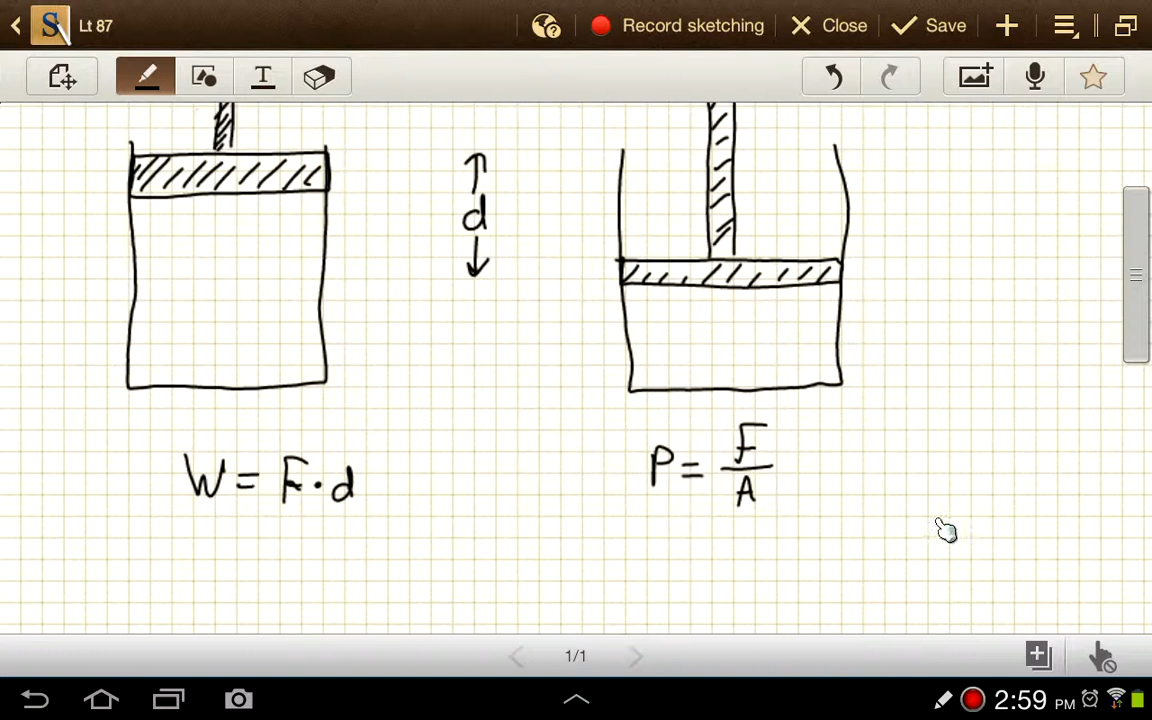 S Lt 87 Record sketching Close Save
T
d
W = F · d
P = F / A
1/1
2:59 PM